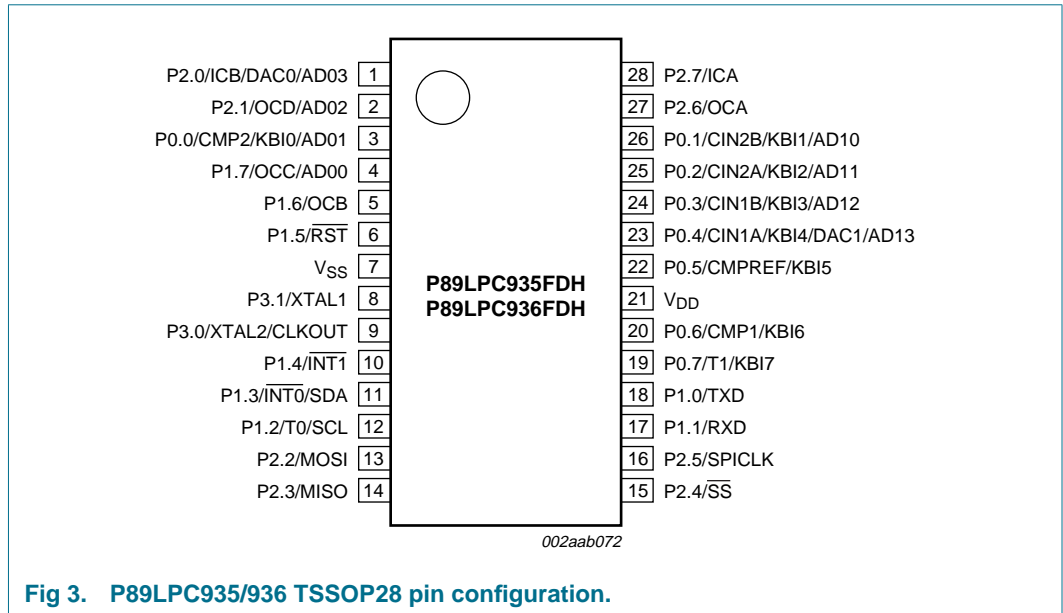 P2.0/ICB/DAC0/AD03 1
P2.1/OCD/AD02 2
P0.0/CMP2/KBI0/AD01 3
P1.7/OCC/AD00 4
P1.6/OCB 5
P1.5/R̅S̅T̅ 6
VSS 7
P3.1/XTAL1 8
P3.0/XTAL2/CLKOUT 9
P1.4/I̅N̅T̅1̅ 10
P1.3/I̅N̅T̅0̅/SDA 11
P1.2/T0/SCL 12
P2.2/MOSI 13
P2.3/MISO 14
P89LPC935FDH
P89LPC936FDH
28 P2.7/ICA
27 P2.6/OCA
26 P0.1/CIN2B/KBI1/AD10
25 P0.2/CIN2A/KBI2/AD11
24 P0.3/CIN1B/KBI3/AD12
23 P0.4/CIN1A/KBI4/DAC1/AD13
22 P0.5/CMPREF/KBI5
21 VDD
20 P0.6/CMP1/KBI6
19 P0.7/T1/KBI7
18 P1.0/TXD
17 P1.1/RXD
16 P2.5/SPICLK
15 P2.4/S̅S̅
002aab072
Fig 3. P89LPC935/936 TSSOP28 pin configuration.